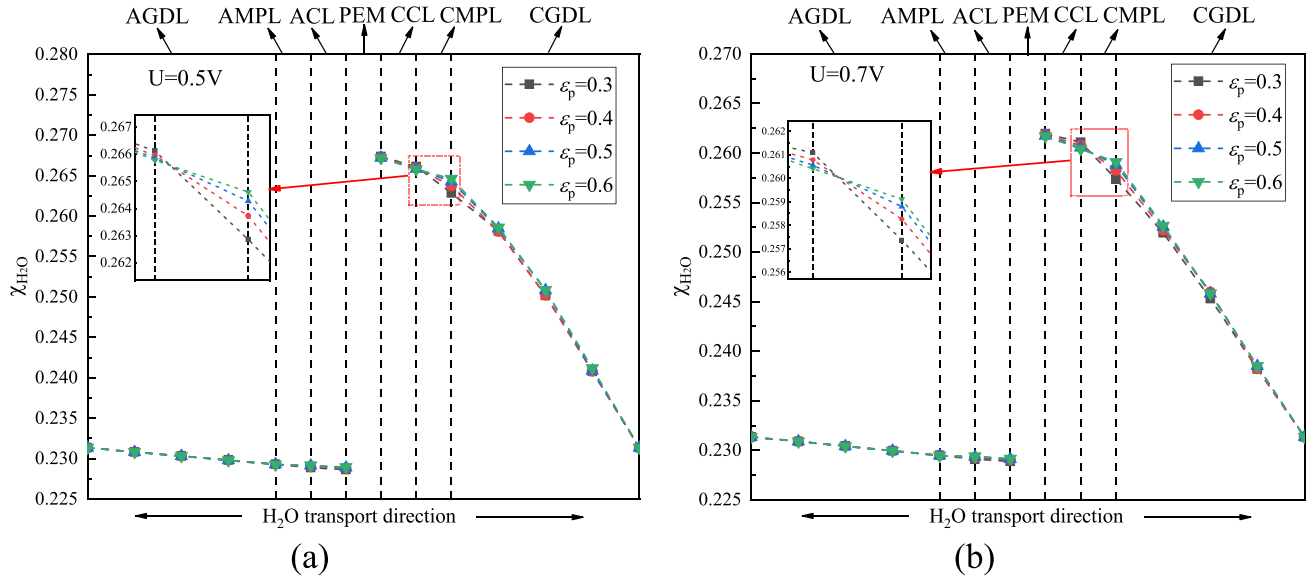 AGDL AMPL ACL PEM CCL CMPL CGDL
0.280
0.275
0.270
0.265
0.260
0.255
0.250
0.245
0.240
0.235
0.230
0.225
χH₂O
U=0.5V
εp=0.3
εp=0.4
εp=0.5
εp=0.6
0.267
0.266
0.265
0.264
0.263
0.262
H₂O transport direction
(a)
AGDL AMPL ACL PEM CCL CMPL CGDL
0.270
0.265
0.260
0.255
0.250
0.245
0.240
0.235
0.230
0.225
χH₂O
U=0.7V
εp=0.3
εp=0.4
εp=0.5
εp=0.6
0.262
0.261
0.260
0.259
0.258
0.257
0.256
H₂O transport direction
(b)